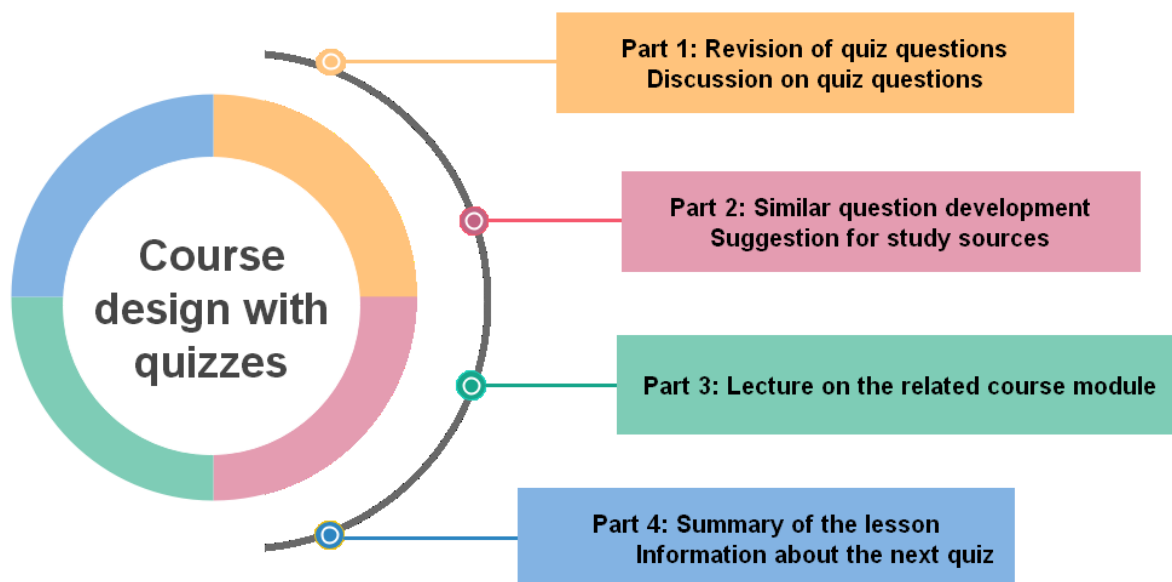 Course
design with
quizzes
Part 1: Revision of quiz questions
Discussion on quiz questions
Part 2: Similar question development
Suggestion for study sources
Part 3: Lecture on the related course module
Part 4: Summary of the lesson
Information about the next quiz